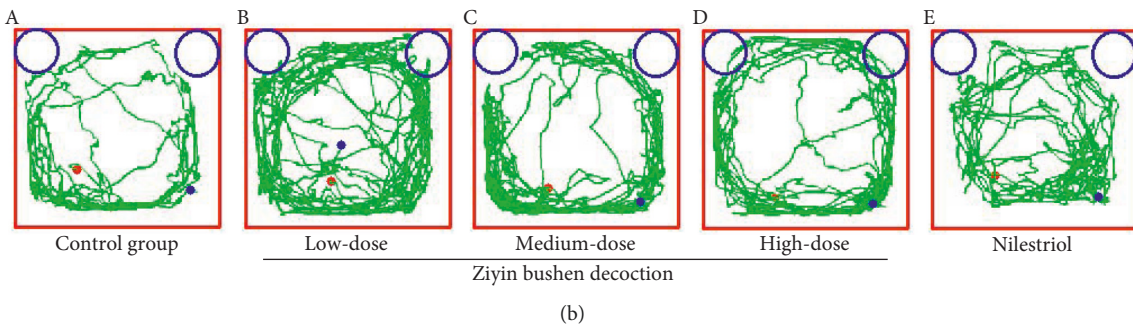 A B C D E
Control group Low-dose Medium-dose High-dose Nilestriol
Ziyin bushen decoction
(b)